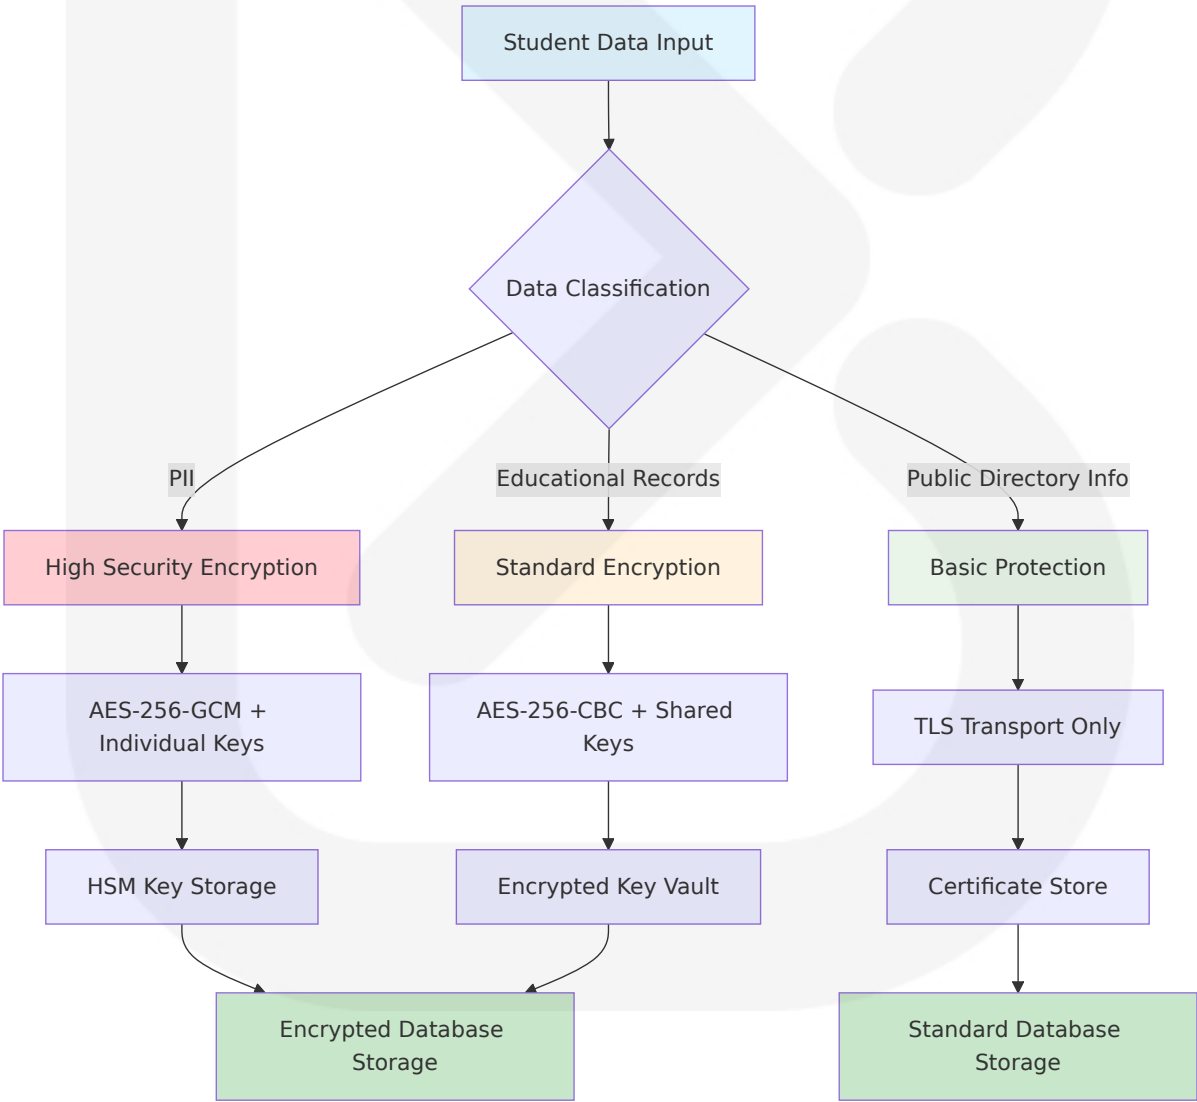 Student Data Input
Data Classification
PII
Educational Records
Public Directory Info
High Security Encryption
Standard Encryption
Basic Protection
AES-256-GCM +
Individual Keys
AES-256-CBC + Shared
Keys
TLS Transport Only
HSM Key Storage
Encrypted Key Vault
Certificate Store
Encrypted Database
Storage
Standard Database
Storage